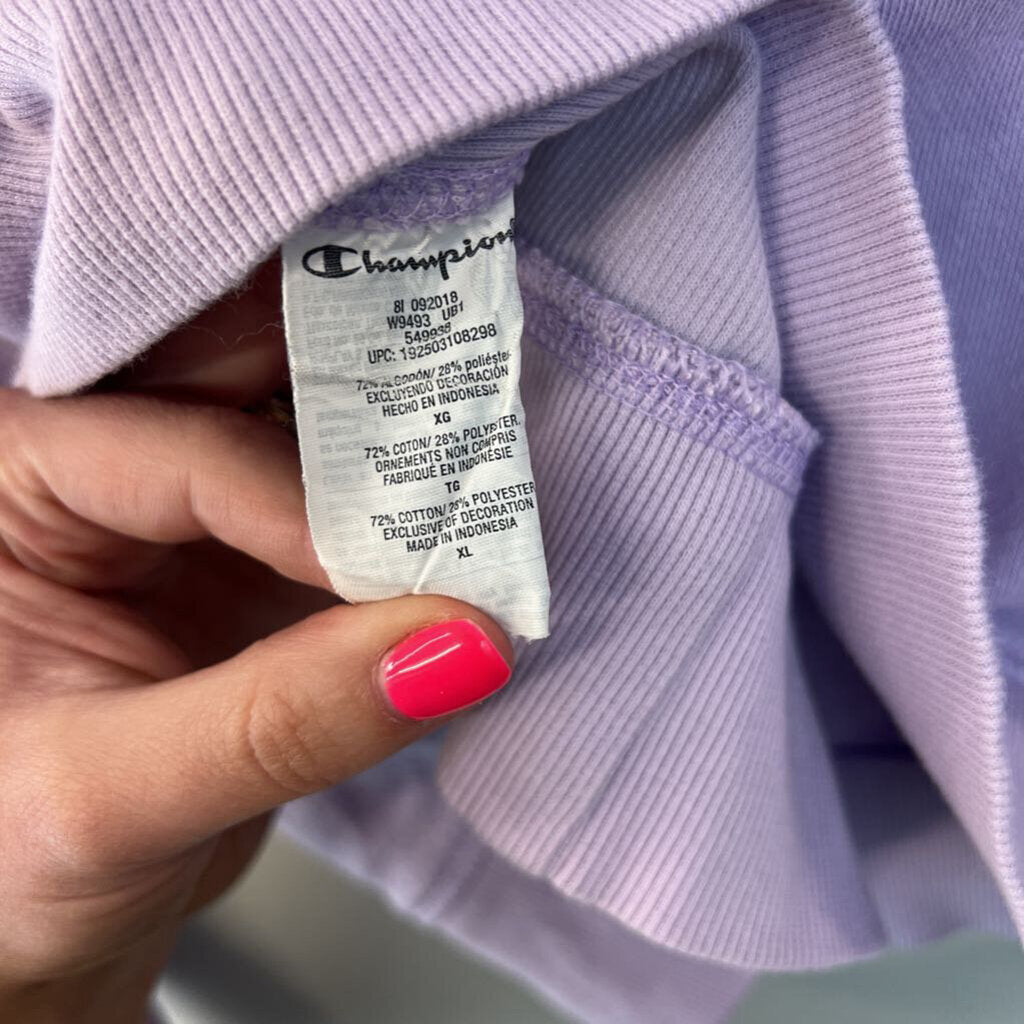 Champion
8I 092018
W9493 UB1
549938
UPC: 192503108298
72% ALGODÓN/ 28% poliéster
EXCLUYENDO DECORACIÓN
HECHO EN INDONESIA
XG
72% COTON/ 28% POLYESTER,
ORNEMENTS NON COMPRIS
FABRIQUÉ EN INDONÉSIE
TG
72% COTTON/ 28% POLYESTER
EXCLUSIVE OF DECORATION
MADE IN INDONESIA
XL